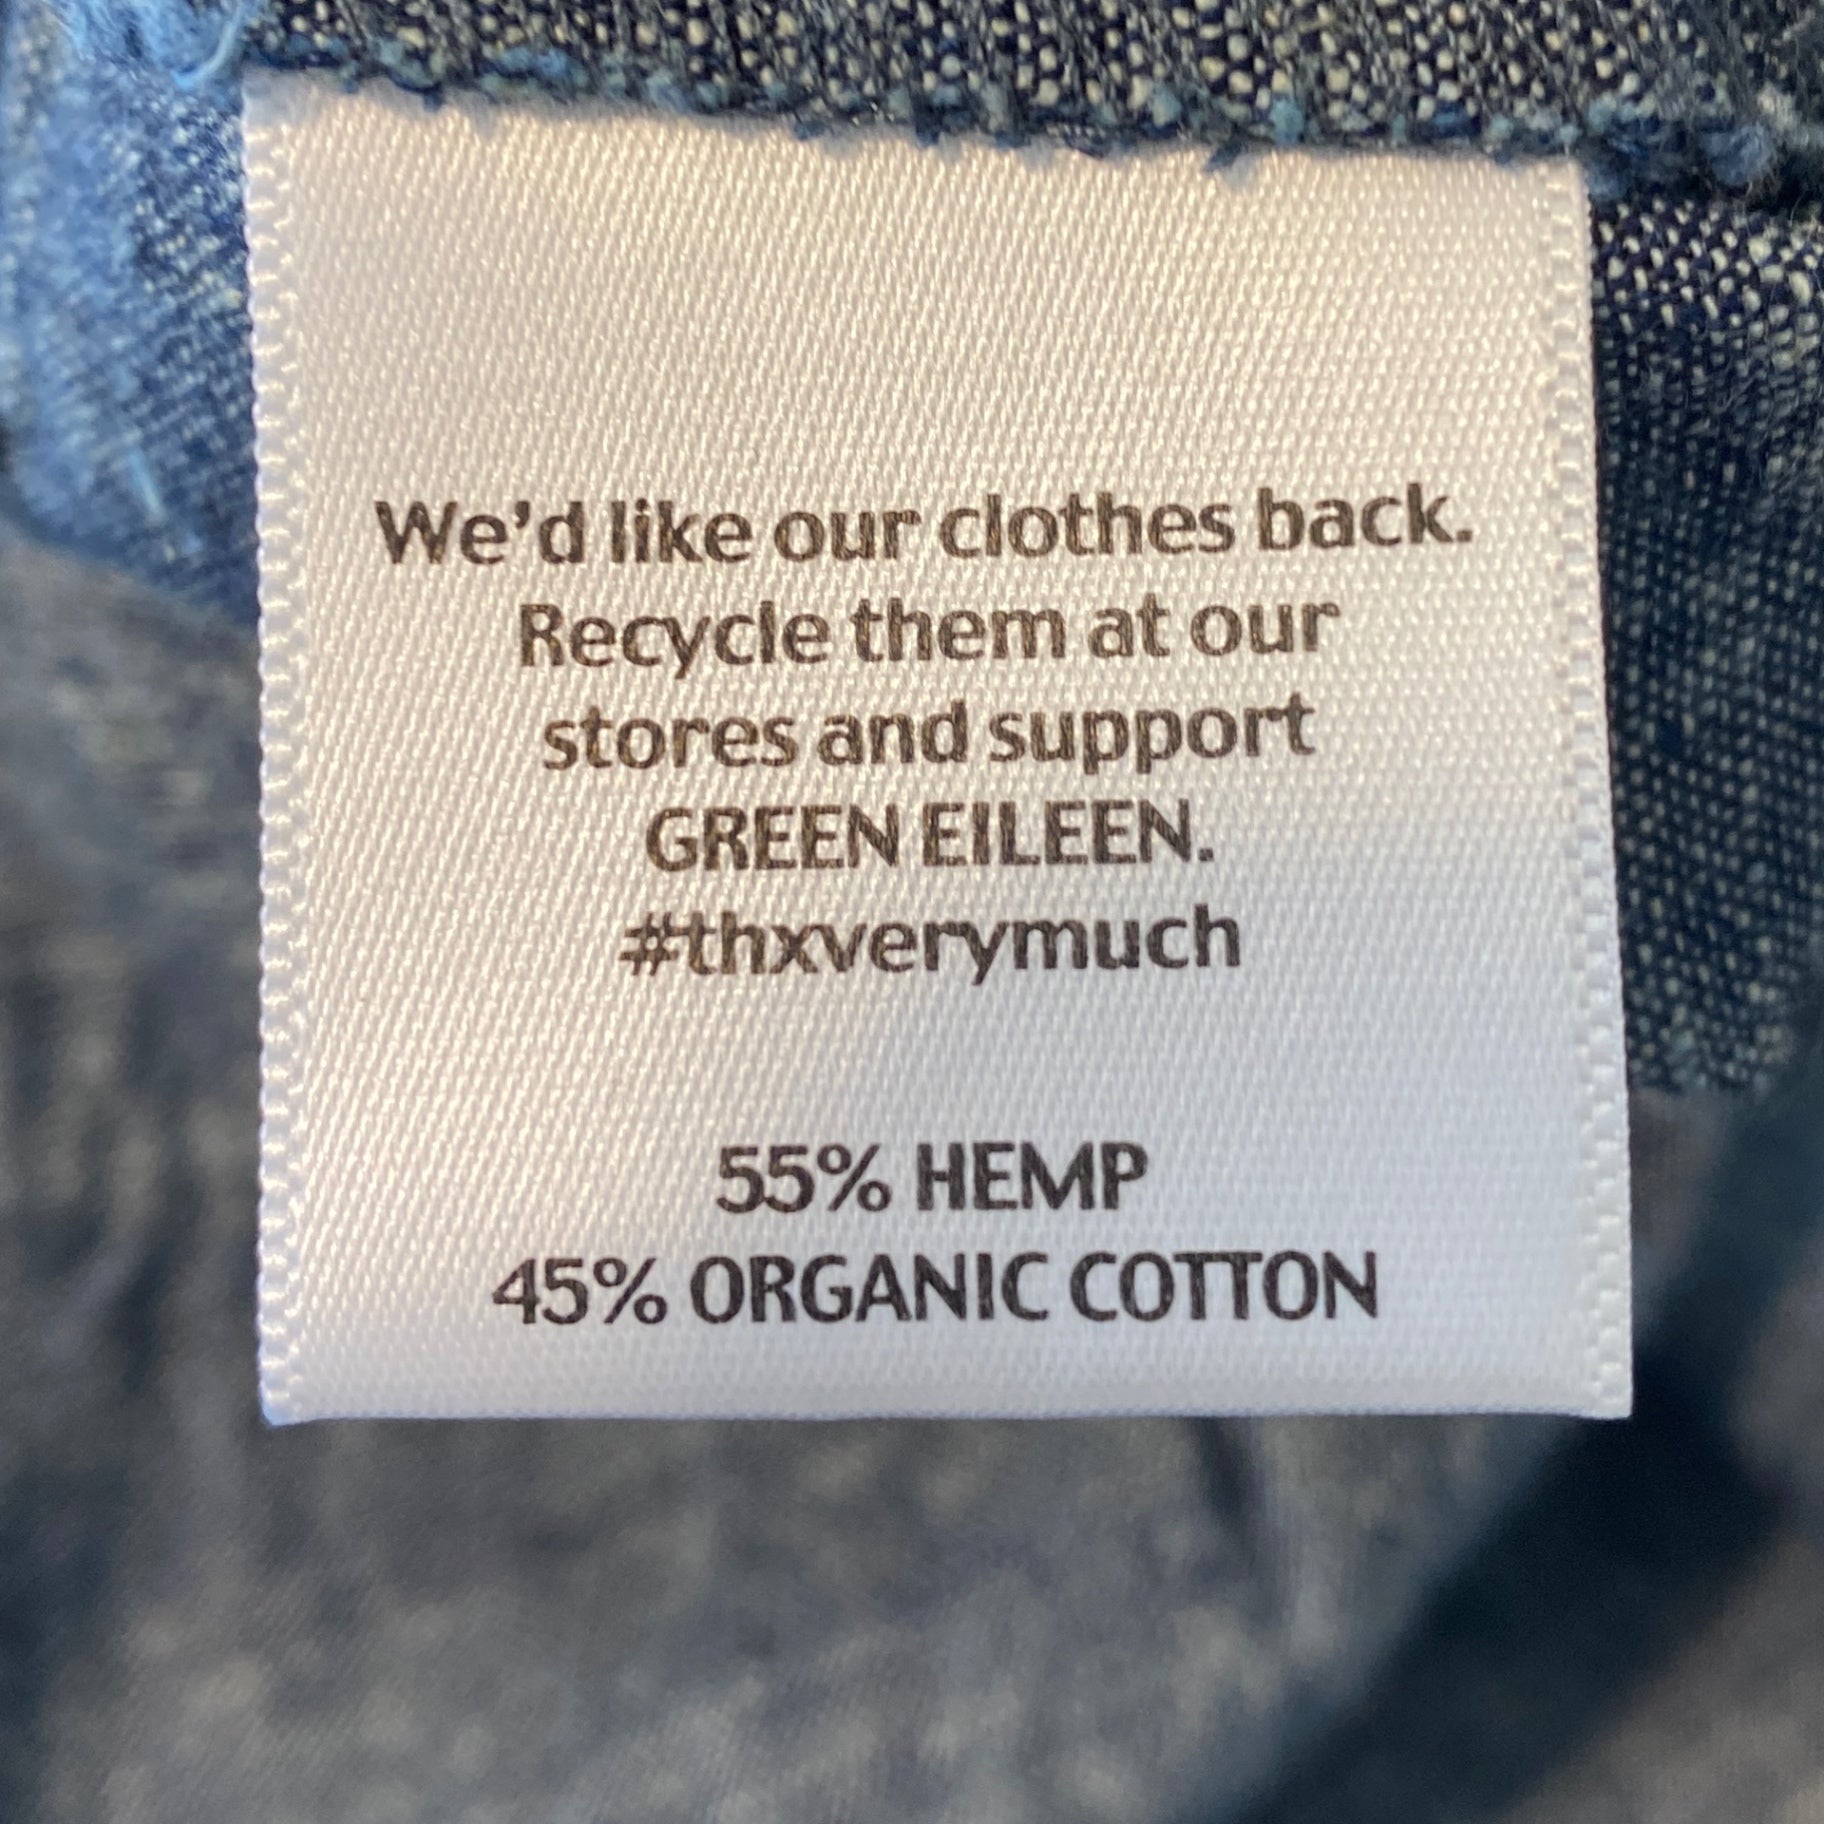 We'd like our clothes back.
Recycle them at our
stores and support
GREEN EILEEN.
#thxverymuch
55% HEMP
45% ORGANIC COTTON